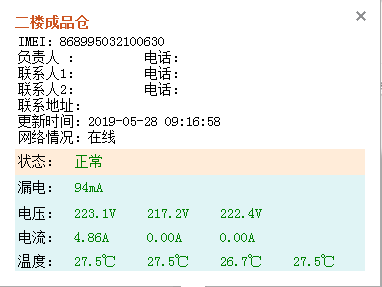 二楼成品仓
IMEI: 868995032100630
负责人 : 电话:
联系人1: 电话:
联系人2: 电话:
联系地址:
更新时间: 2019-05-28 09:16:58
网络情况: 在线
状态: 正常
漏电: 94mA
电压: 223.1V 217.2V 222.4V
电流: 4.86A 0.00A 0.00A
温度: 27.5℃ 27.5℃ 26.7℃ 27.5℃